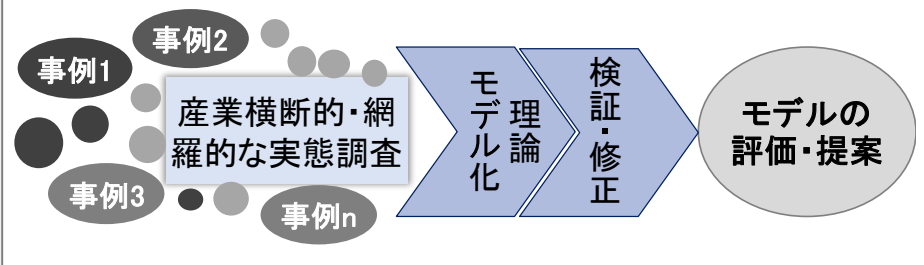 事例1
事例2
産業横断的・網
羅的な実態調査
事例3
事例n
理論
モデル化
検証・修正
モデルの
評価・提案